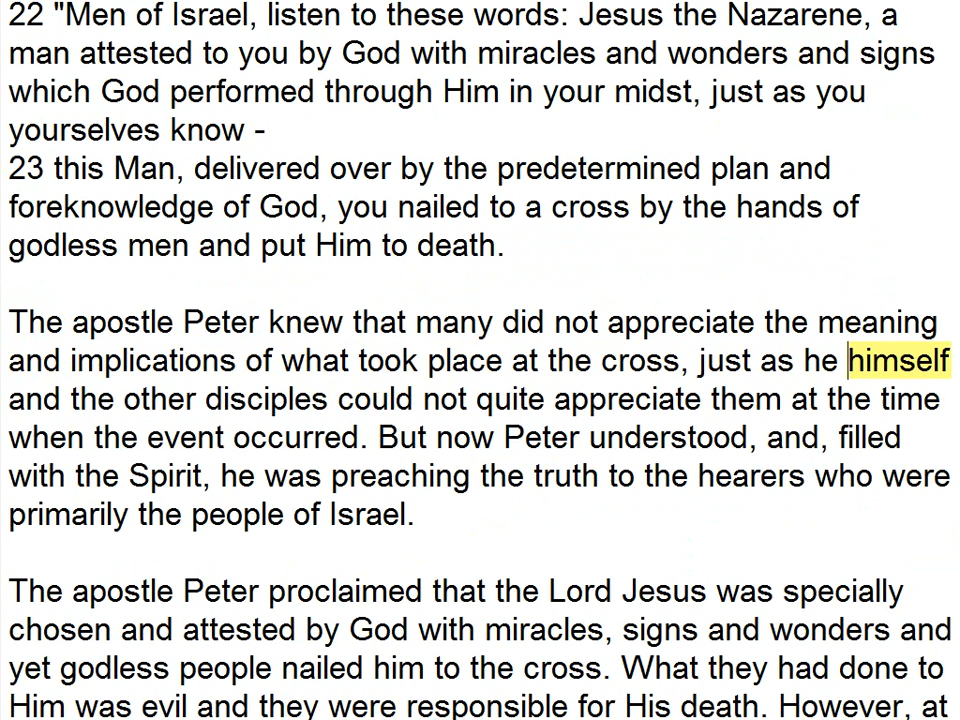 22 "Men of Israel, listen to these words: Jesus the Nazarene, a
man attested to you by God with miracles and wonders and signs
which God performed through Him in your midst, just as you
yourselves know -
23 this Man, delivered over by the predetermined plan and
foreknowledge of God, you nailed to a cross by the hands of
godless men and put Him to death.
The apostle Peter knew that many did not appreciate the meaning
and implications of what took place at the cross, just as he himself
and the other disciples could not quite appreciate them at the time
when the event occurred. But now Peter understood, and, filled
with the Spirit, he was preaching the truth to the hearers who were
primarily the people of Israel.
The apostle Peter proclaimed that the Lord Jesus was specially
chosen and attested by God with miracles, signs and wonders and
yet godless people nailed him to the cross. What they had done to
Him was evil and they were responsible for His death. However, at